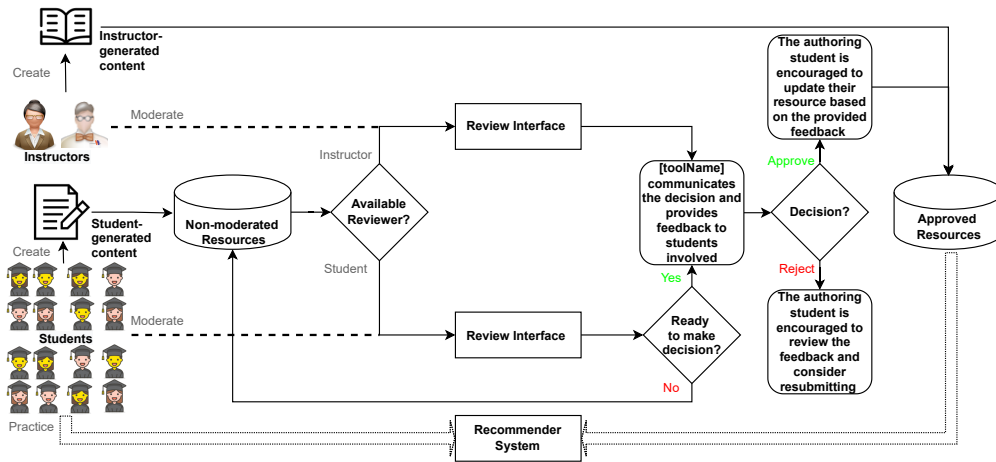 Instructor-
generated
content
Create
Instructors
Moderate
Instructor
Review Interface
The authoring
student is
encouraged to
update their
resource based
on the provided
feedback
Approve
Student-
generated
content
Create
Students
Moderate
Practice
Non-moderated
Resources
Available
Reviewer?
Student
Review Interface
[toolName]
communicates
the decision and
provides
feedback to
students
involved
Yes
Ready
to make
decision?
No
Decision?
Reject
The authoring
student is
encouraged to
review the
feedback and
consider
resubmitting
Approved
Resources
Recommender
System